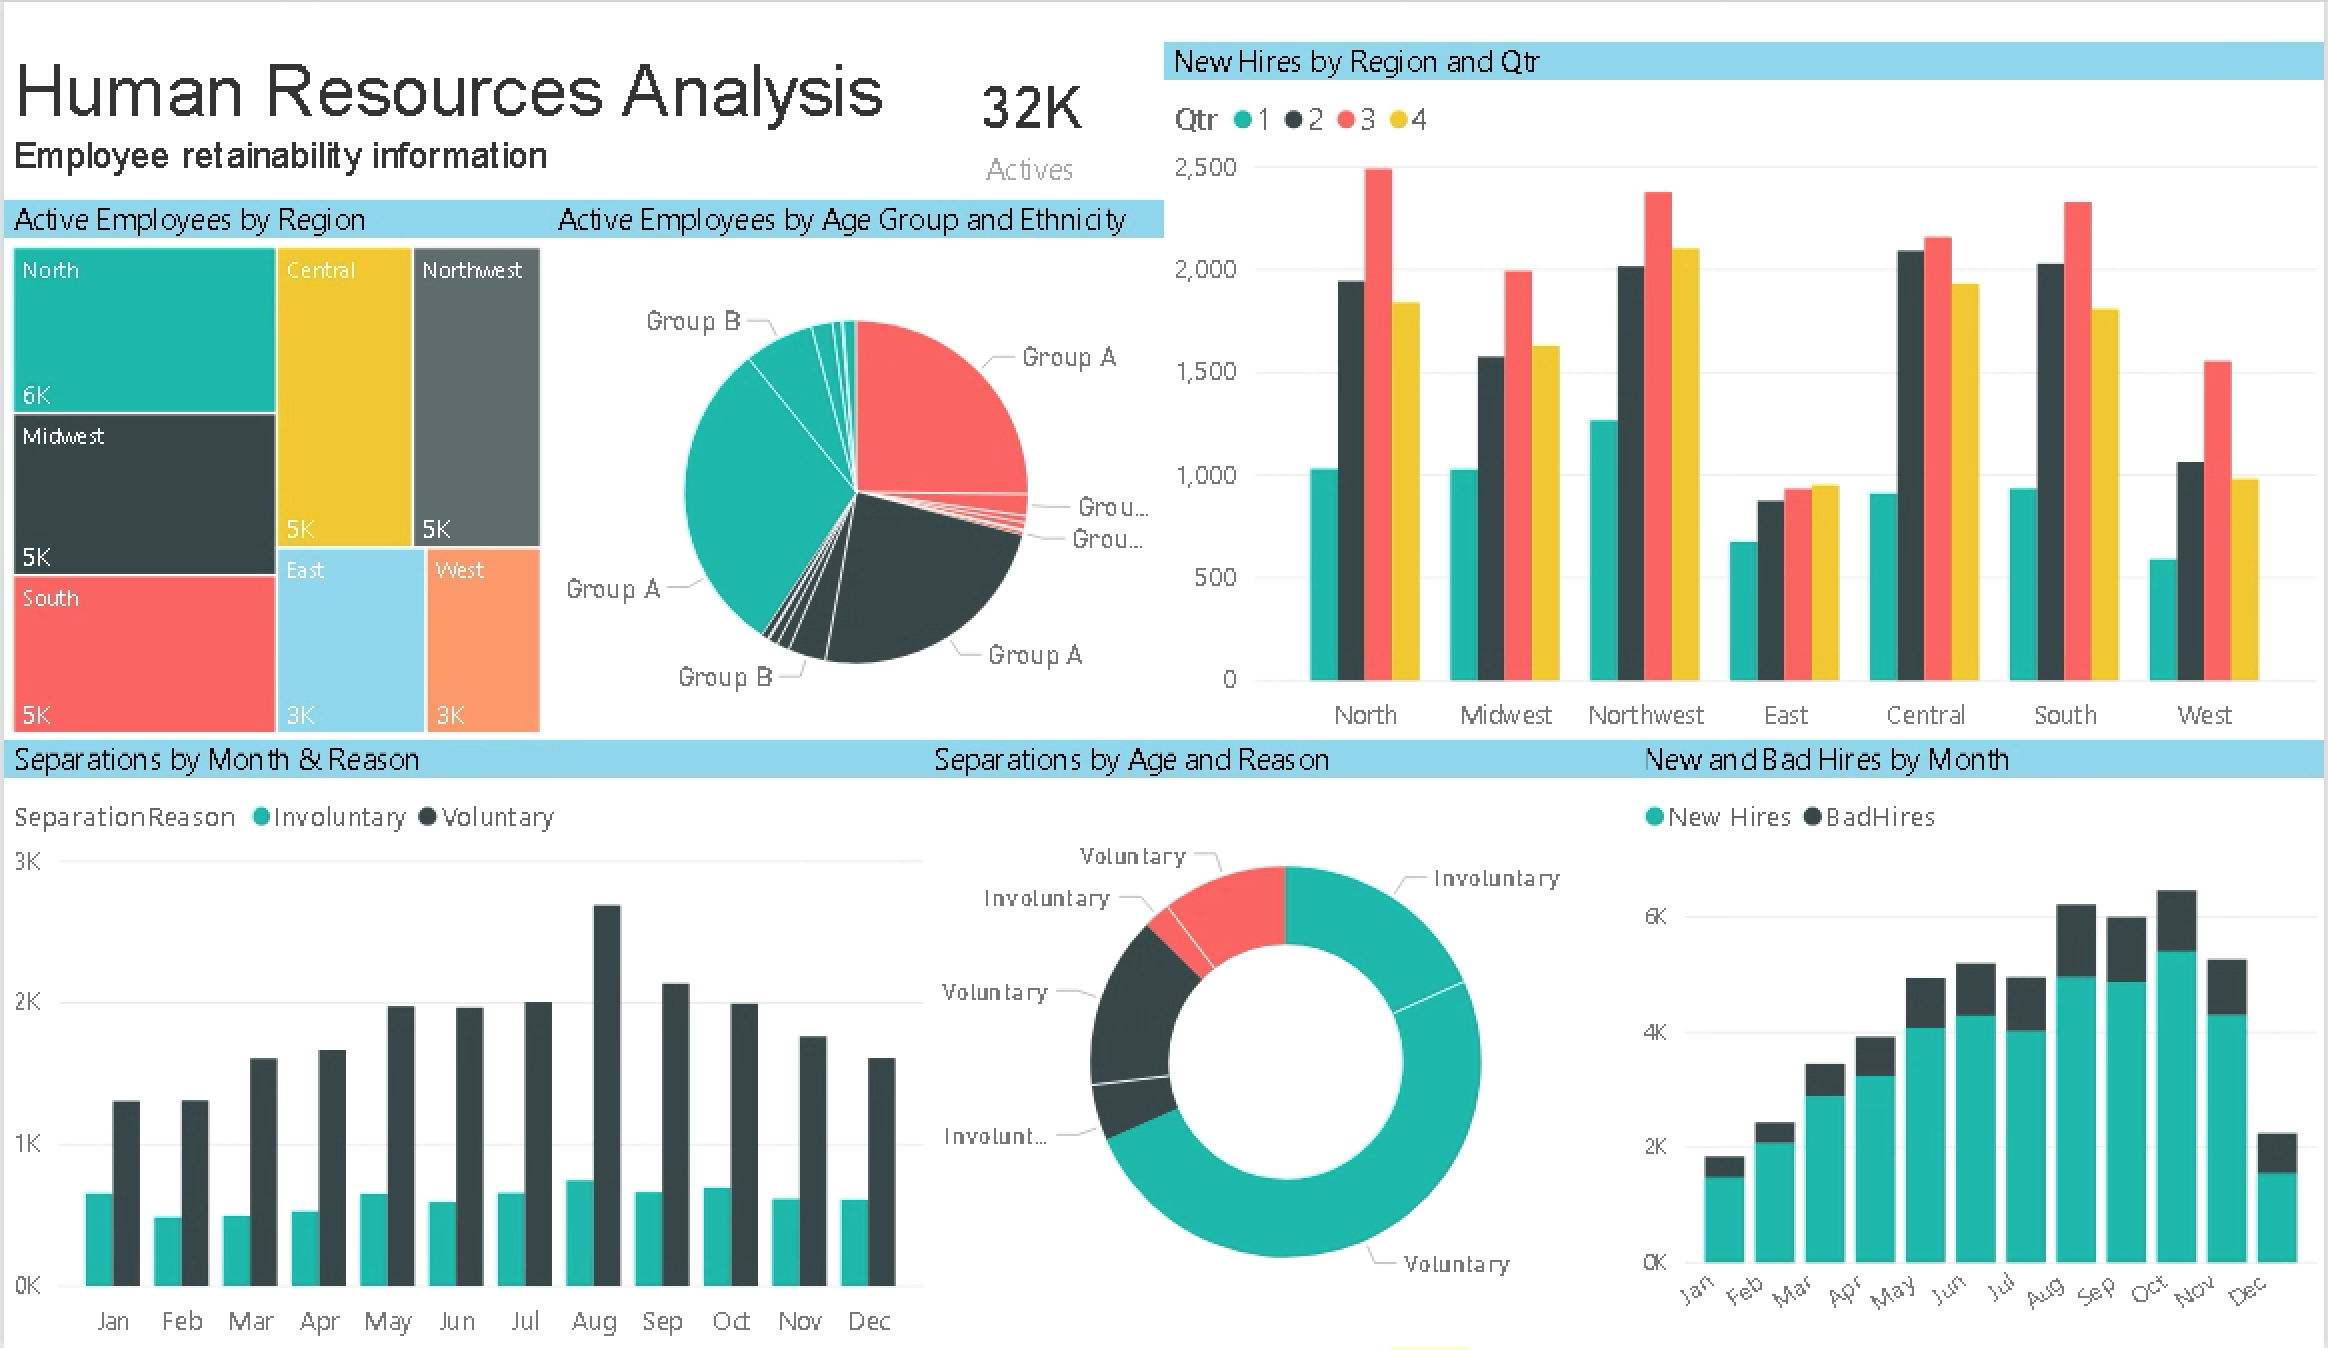 Human Resources Analysis
Employee retainability information
32K
Actives
Active Employees by Region
North
6K
Midwest
5K
South
5K
Central
5K
Northwest
5K
East
3K
West
3K
Active Employees by Age Group and Ethnicity
Group B
Group A
Grou...
Grou...
Group A
Group A
Group B
New Hires by Region and Qtr
Qtr 1 2 3 4
2,500
2,000
1,500
1,000
500
0
North Midwest Northwest East Central South West
Separations by Month & Reason
SeparationReason Involuntary Voluntary
3K
2K
1K
0K
Jan Feb Mar Apr May Jun Jul Aug Sep Oct Nov Dec
Separations by Age and Reason
Voluntary
Involuntary
Involuntary
Voluntary
Involunt...
Voluntary
New and Bad Hires by Month
New Hires BadHires
6K
4K
2K
0K
Jan Feb Mar Apr May Jun Jul Aug Sep Oct Nov Dec